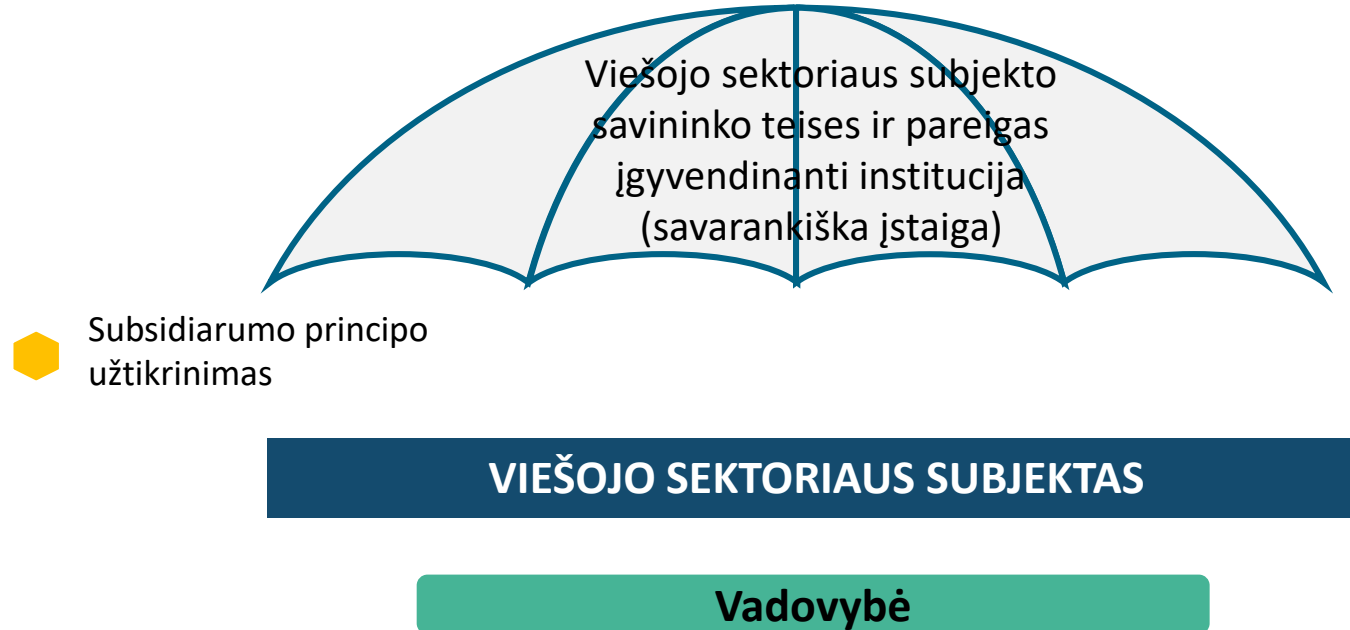 Viešojo sektoriaus subjekto
savininko teises ir pareigas
įgyvendinanti institucija
(savarankiška įstaiga)
Subsidiarumo principo
užtikrinimas
VIEŠOJO SEKTORIAUS SUBJEKTAS
Vadovybė